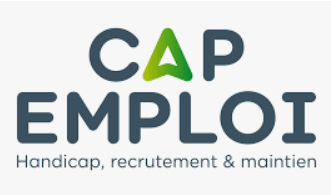 CAP
EMPLOI
Handicap, recrutement & maintien